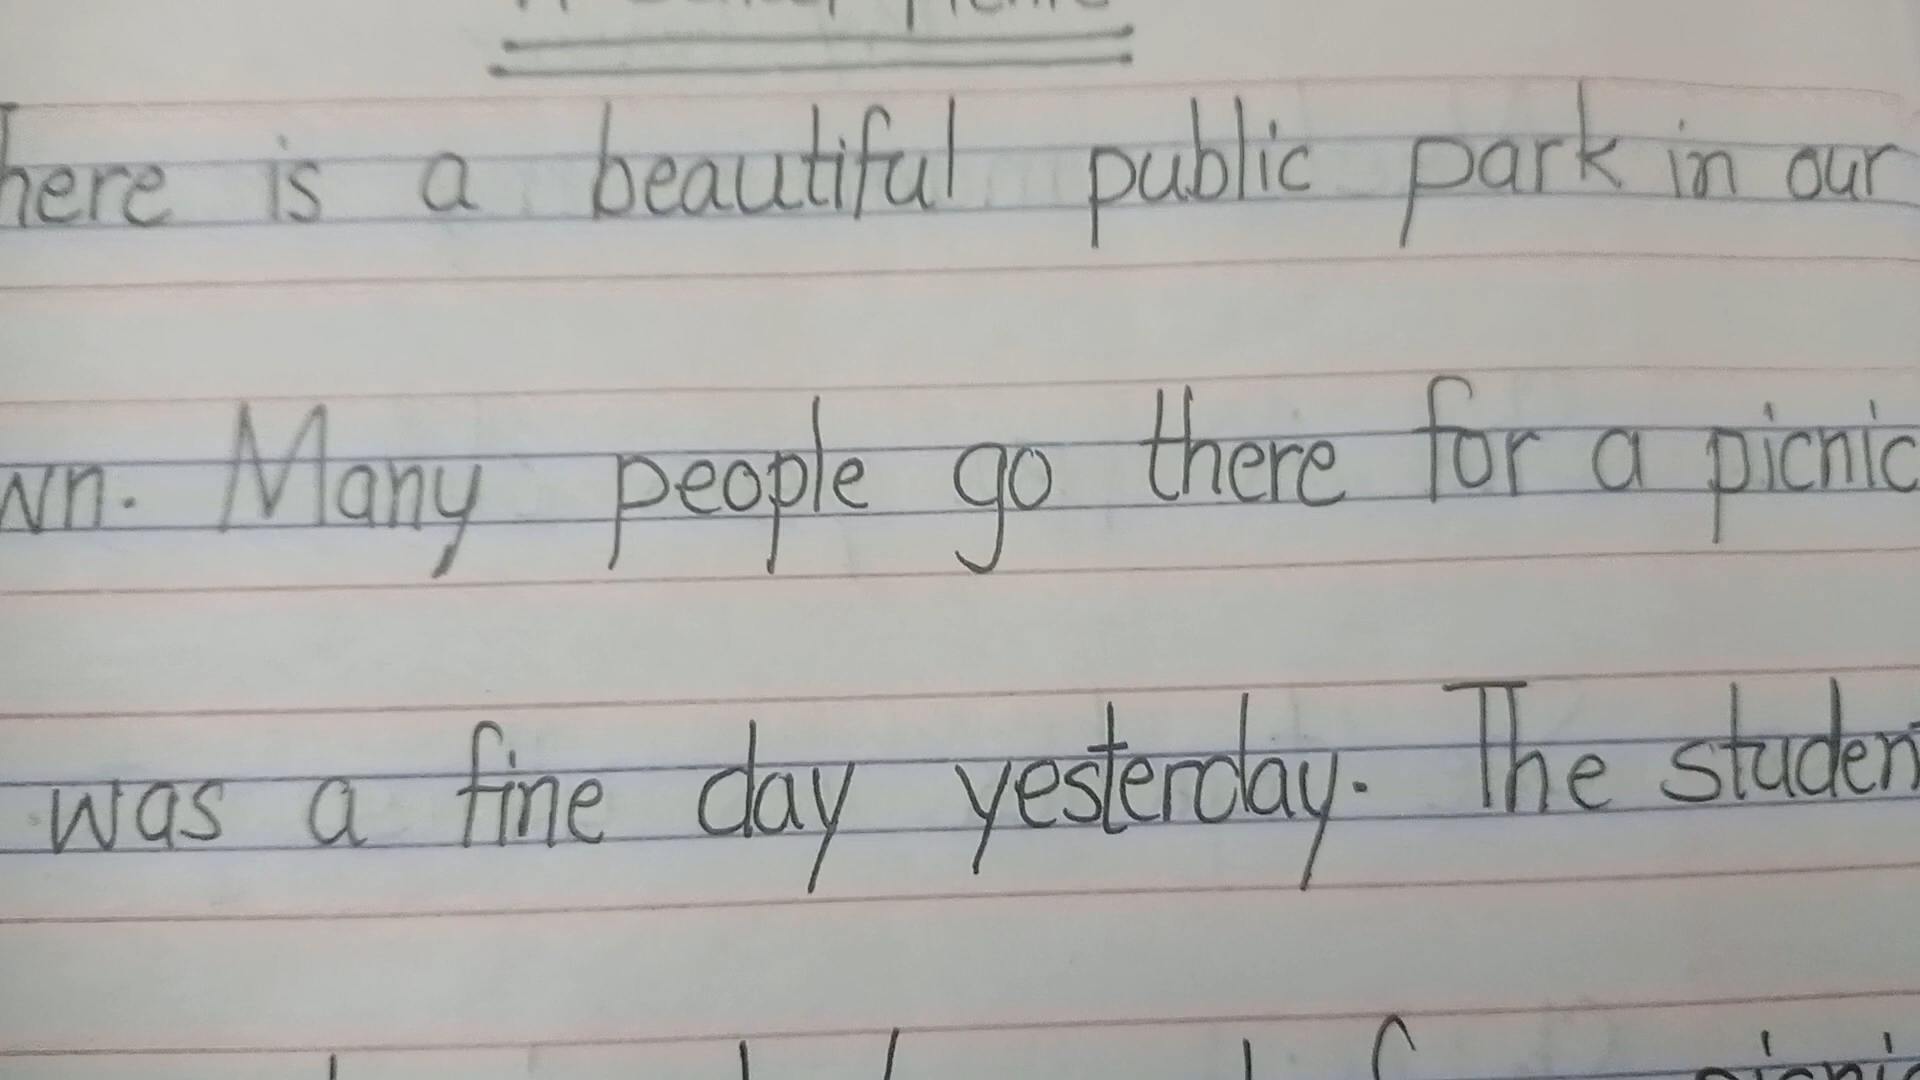 There is a beautiful public park in our
wn. Many people go there for a picnic
was a fine day yesterday. The studen